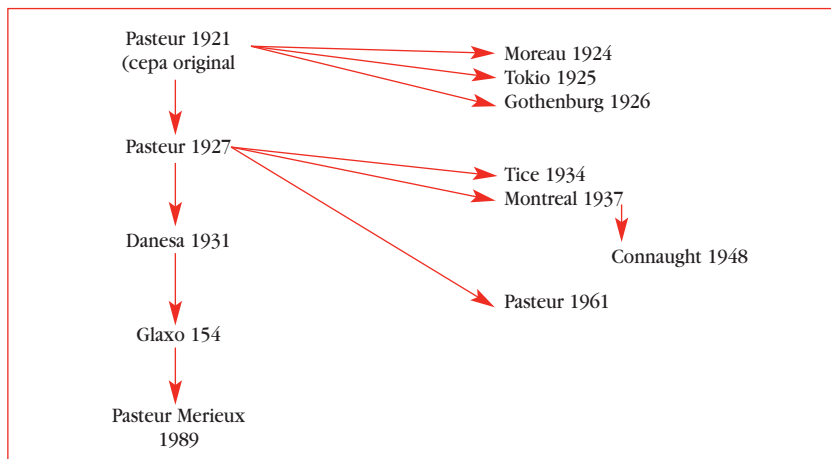 Pasteur 1921
(cepa original
Moreau 1924
Tokio 1925
Gothenburg 1926
Pasteur 1927
Tice 1934
Montreal 1937
Danesa 1931
Connaught 1948
Pasteur 1961
Glaxo 154
Pasteur Merieux
1989